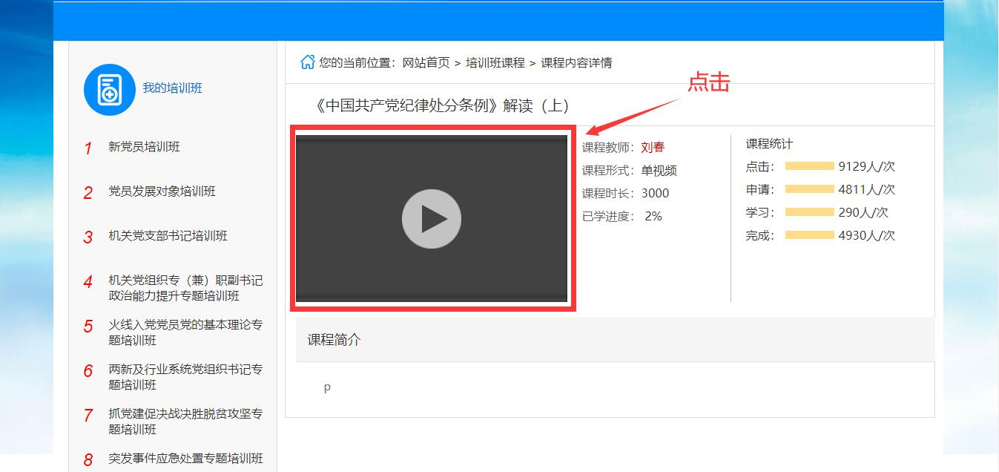 我的培训班
1 新党员培训班
2 党员发展对象培训班
3 机关党支部书记培训班
4 机关党组织专（兼）职副书记
政治能力提升专题培训班
5 火线入党党员党的基本理论专
题培训班
6 两新及行业系统党组织书记专
题培训班
7 抓党建促决战决胜脱贫攻坚专
题培训班
8 突发事件应急处置专题培训班
您的当前位置：网站首页 > 培训班课程 > 课程内容详情
点击
《中国共产党纪律处分条例》解读（上）
课程教师：刘春
课程形式：单视频
课程时长：3000
已学进度： 2%
课程统计
点击： 9129人/次
申请： 4811人/次
学习： 290人/次
完成： 4930人/次
课程简介
p